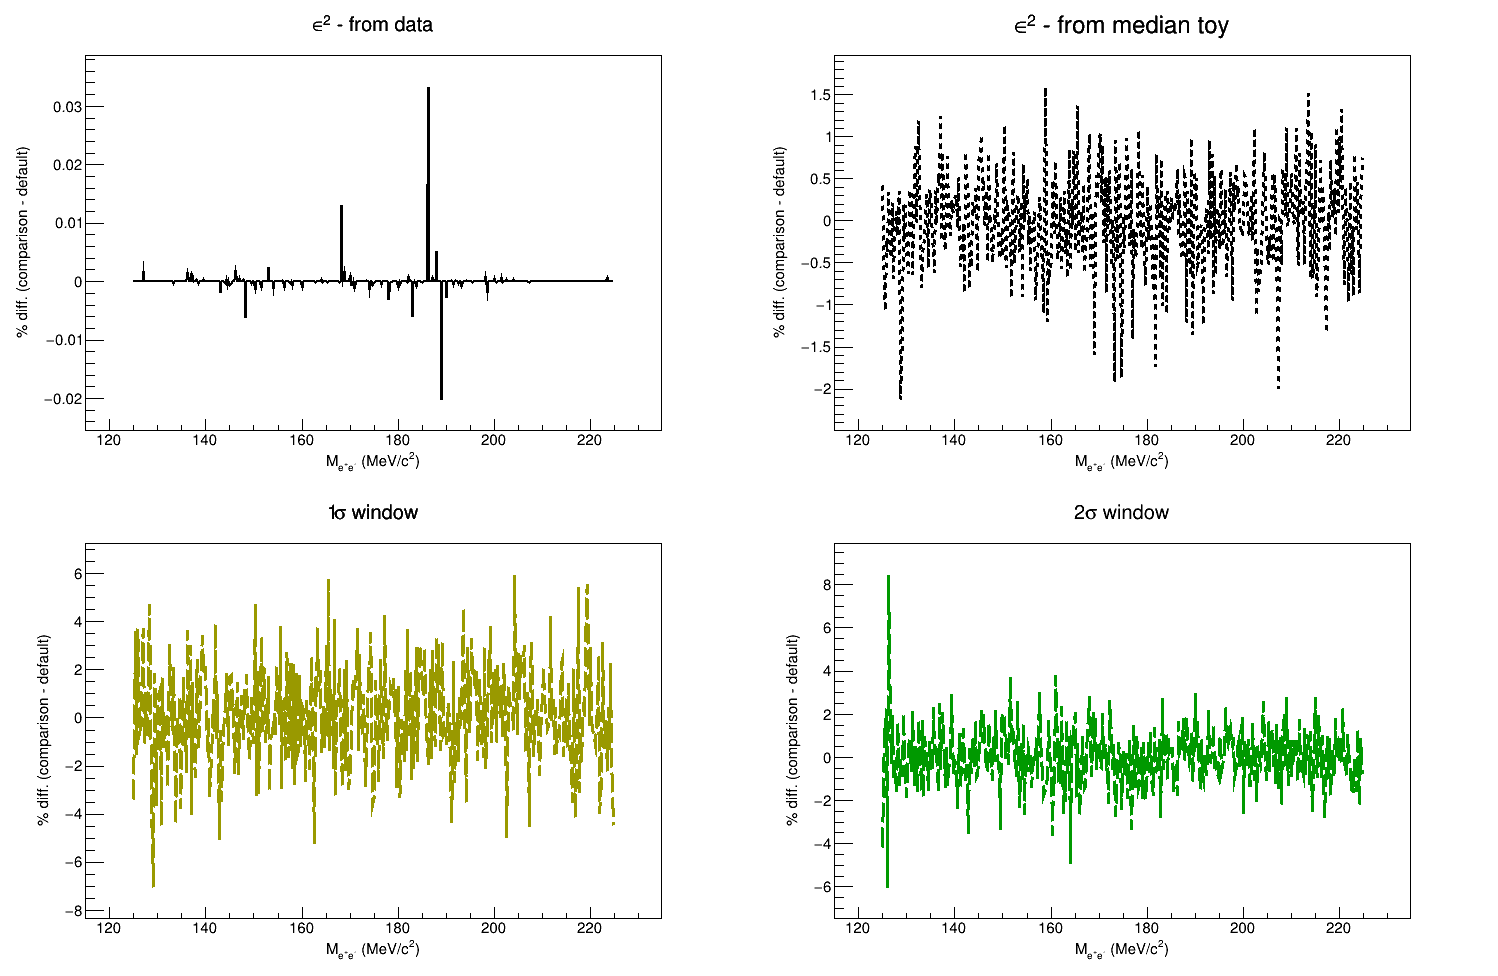 ∈² - from data
% diff. (comparison - default)
0.03
0.02
0.01
0
−0.01
−0.02
120 140 160 180 200 220
M_{e⁺e⁻} (MeV/c²)
∈² - from median toy
% diff. (comparison - default)
1.5
1
0.5
0
−0.5
−1
−1.5
−2
120 140 160 180 200 220
M_{e⁺e⁻} (MeV/c²)
1σ window
% diff. (comparison - default)
6
4
2
0
−2
−4
−6
−8
120 140 160 180 200 220
M_{e⁺e⁻} (MeV/c²)
2σ window
% diff. (comparison - default)
8
6
4
2
0
−2
−4
−6
120 140 160 180 200 220
M_{e⁺e⁻} (MeV/c²)